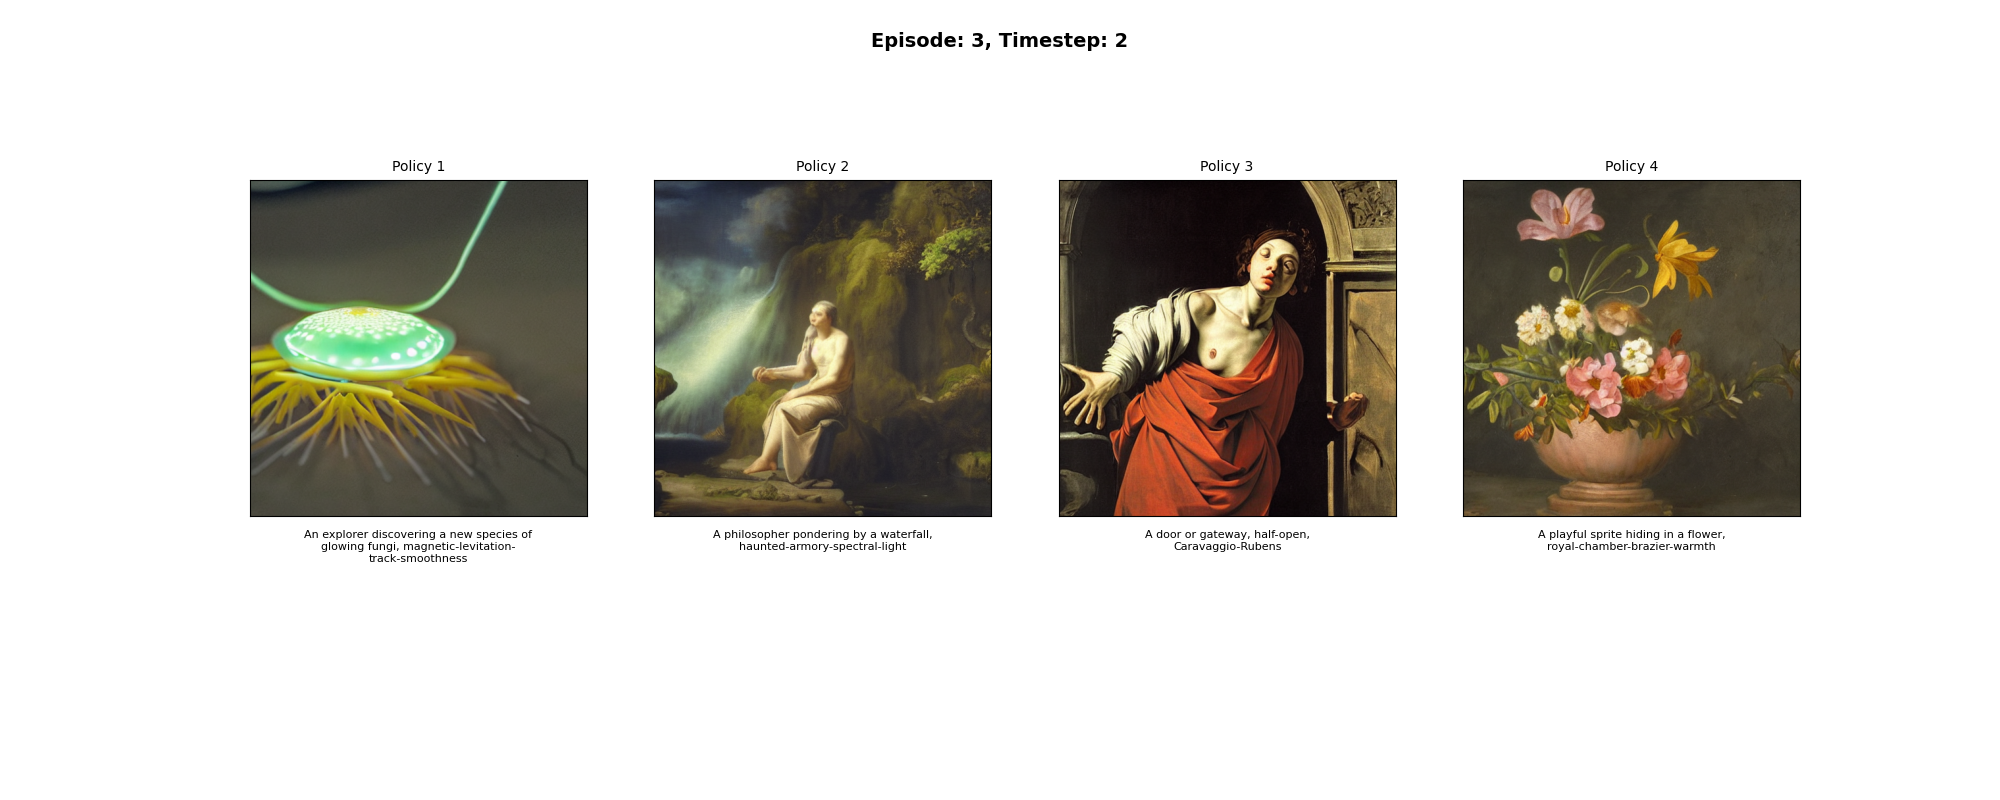 Episode: 3, Timestep: 2
Policy 1
Policy 2
Policy 3
Policy 4
An explorer discovering a new species of
glowing fungi, magnetic-levitation-
track-smoothness
A philosopher pondering by a waterfall,
haunted-armory-spectral-light
A door or gateway, half-open,
Caravaggio-Rubens
A playful sprite hiding in a flower,
royal-chamber-brazier-warmth